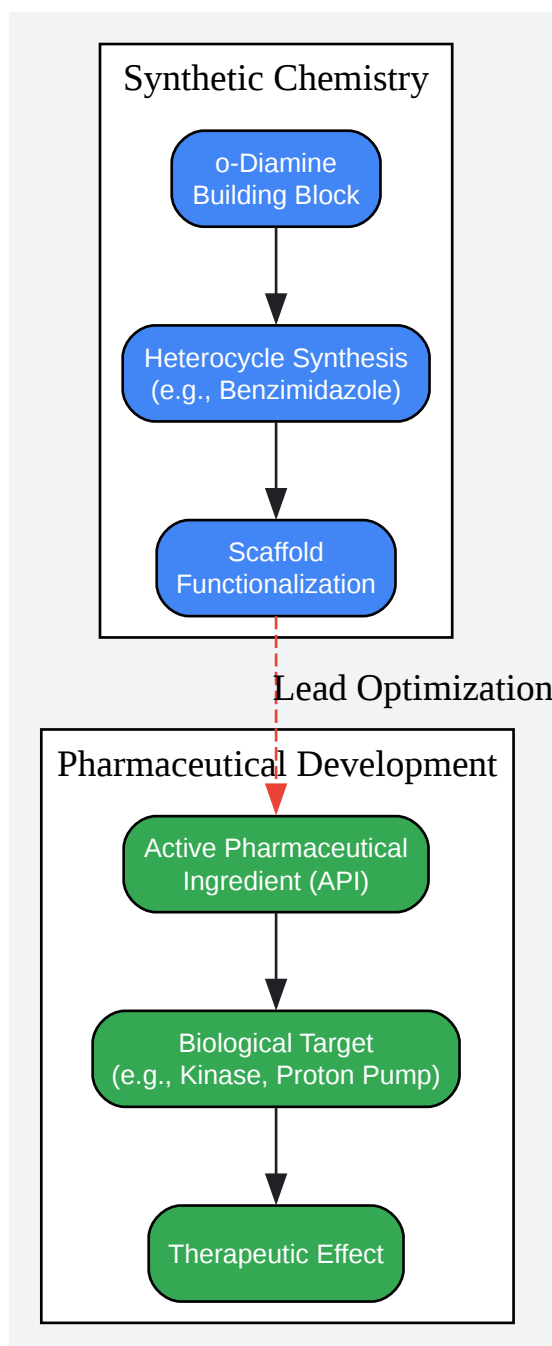 Synthetic Chemistry
o-Diamine
Building Block
Heterocycle Synthesis
(e.g., Benzimidazole)
Scaffold
Functionalization
Lead Optimization
Pharmaceutical Development
Active Pharmaceutical
Ingredient (API)
Biological Target
(e.g., Kinase, Proton Pump)
Therapeutic Effect